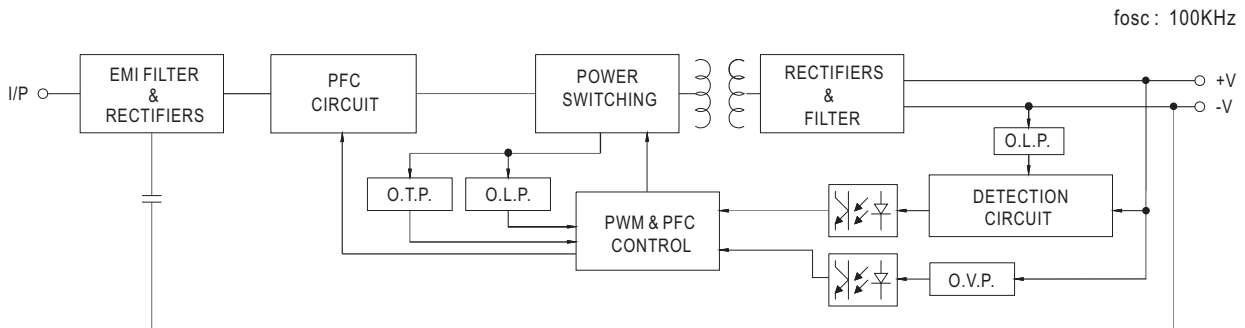 fosc : 100KHz
I/P
EMI FILTER
&
RECTIFIERS
PFC
CIRCUIT
POWER
SWITCHING
RECTIFIERS
&
FILTER
+V
-V
O.L.P.
O.T.P.
O.L.P.
PWM & PFC
CONTROL
DETECTION
CIRCUIT
O.V.P.